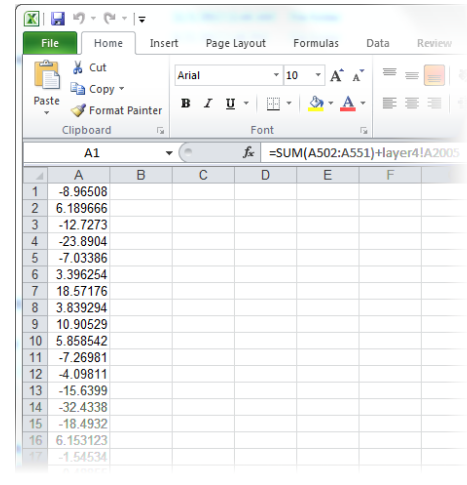 File Home Insert Page Layout Formulas Data Review
Paste Cut Arial 10 A A
Copy
Format Painter B I U A
Clipboard Font
A1 fx =SUM(A502:A551)+layer4!A2005
A B C D E F
1 -8.96508
2 6.189666
3 -12.7273
4 -23.8904
5 -7.03386
6 3.396254
7 18.57176
8 3.839294
9 10.90529
10 5.858542
11 -7.26981
12 -4.09811
13 -15.6399
14 -32.4338
15 -18.4932
16 6.153123
17 -1.54534